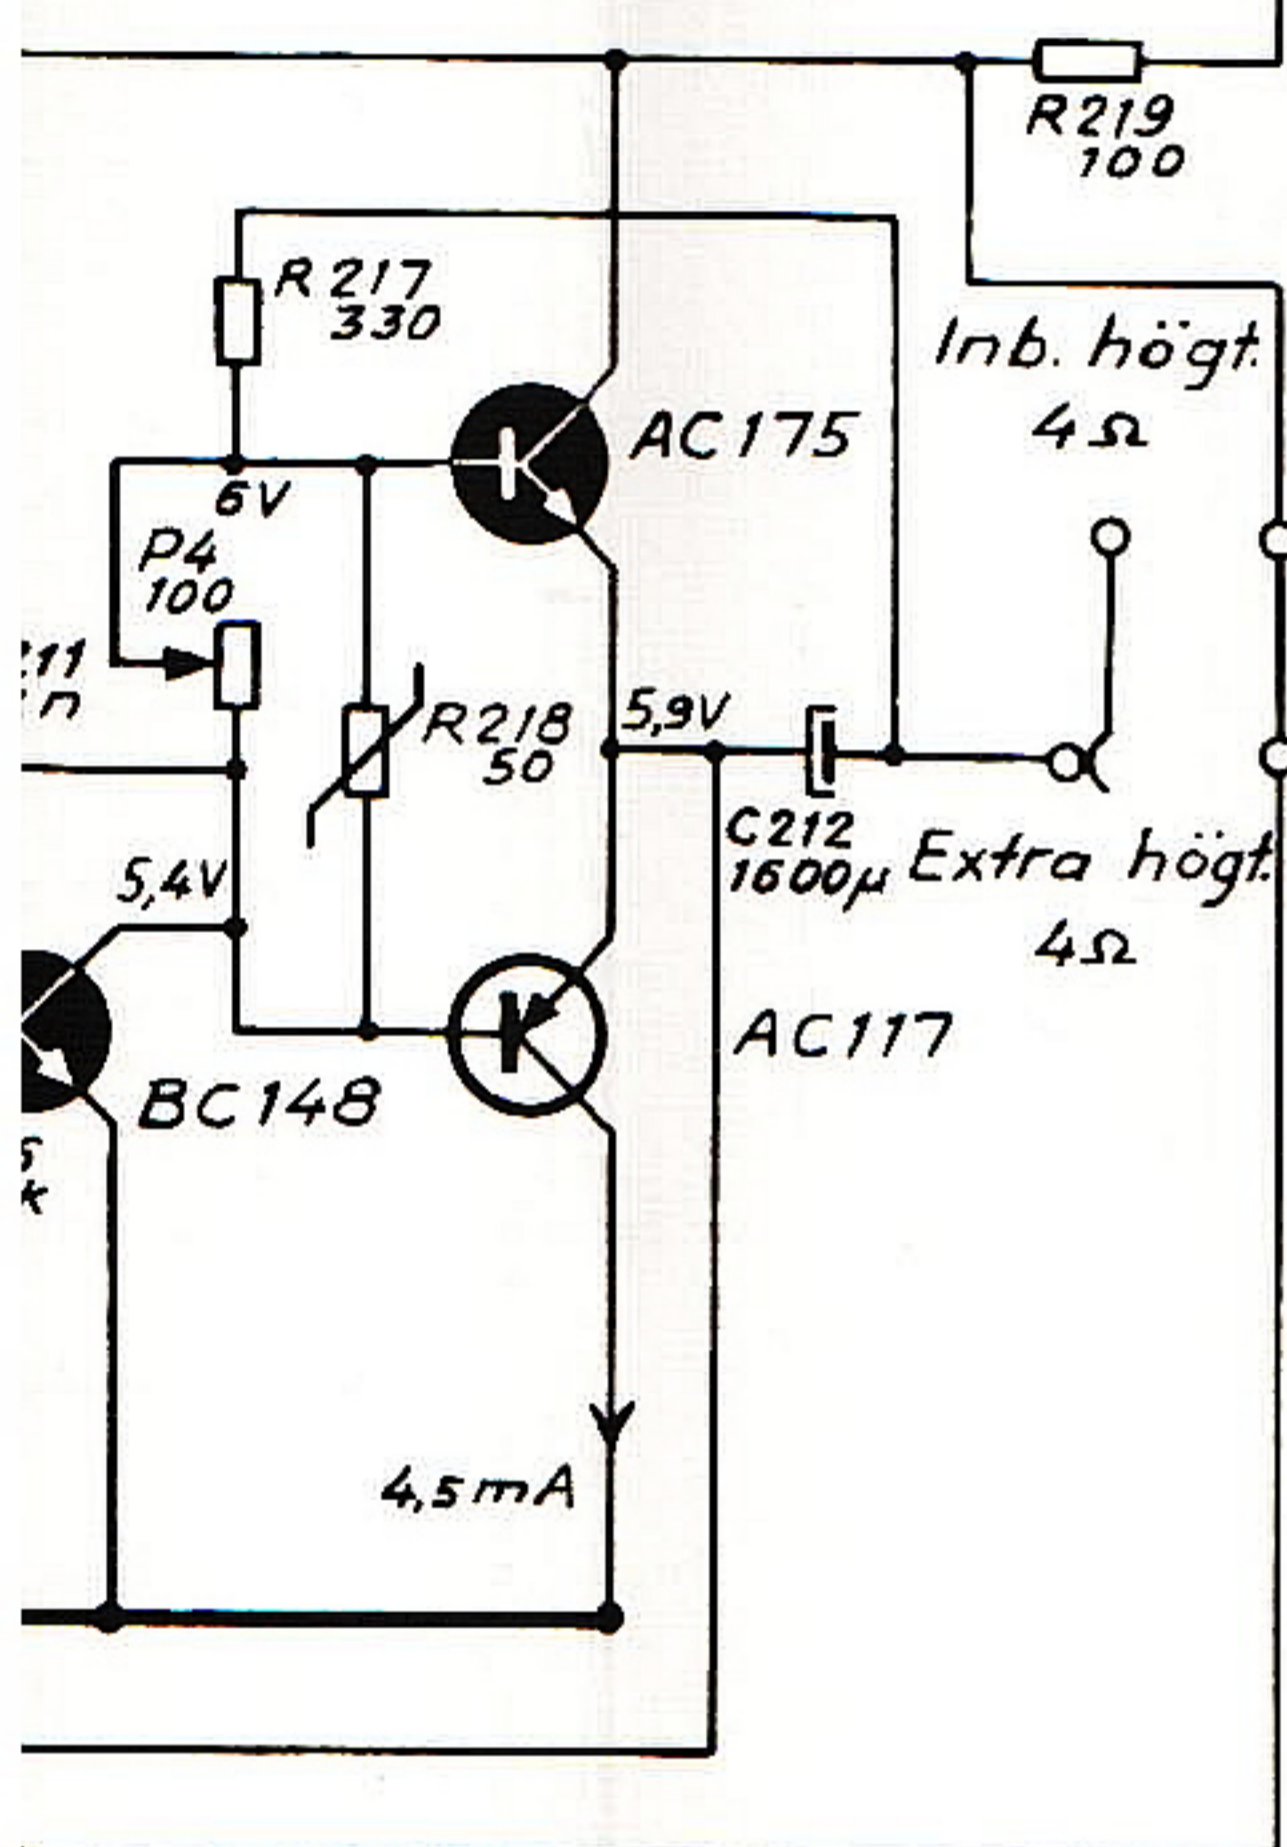 R219
100
R217
330
Inb. högt.
4Ω
AC175
6V
P4
100
11
n
R218
50
5,9V
C212
1600μ
Extra högt.
4Ω
5,4V
AC117
BC148
k
4,5mA